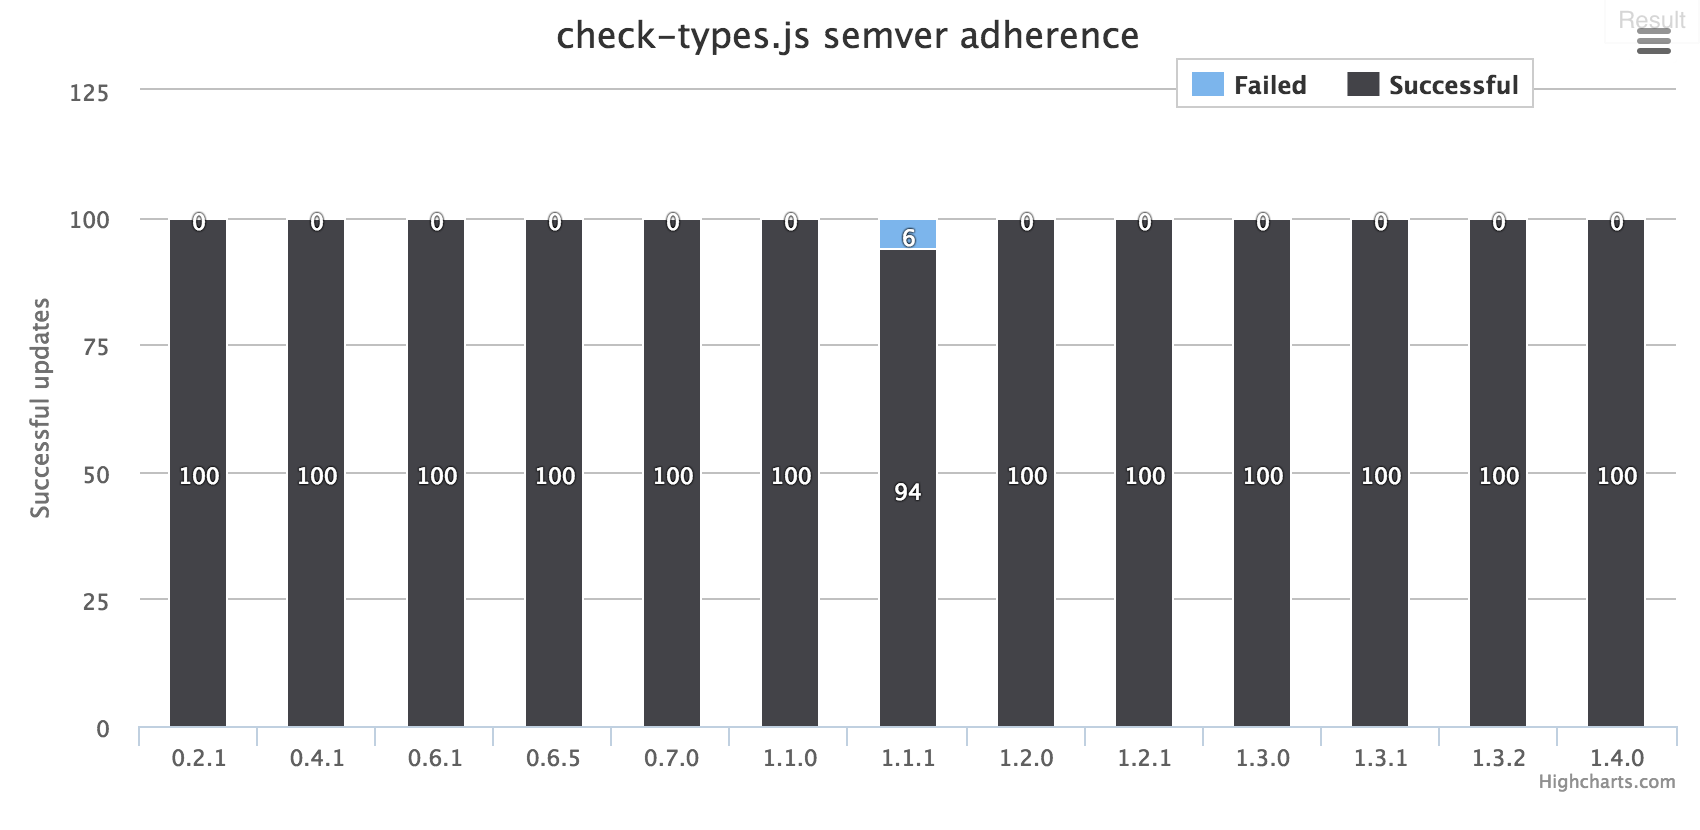 Result
check-types.js semver adherence
Failed Successful
125
100
75
50
25
0
Successful updates
0 0 0 0 0 0 6 0 0 0 0 0 0
100 100 100 100 100 100 94 100 100 100 100 100 100
0.2.1 0.4.1 0.6.1 0.6.5 0.7.0 1.1.0 1.1.1 1.2.0 1.2.1 1.3.0 1.3.1 1.3.2 1.4.0
Highcharts.com